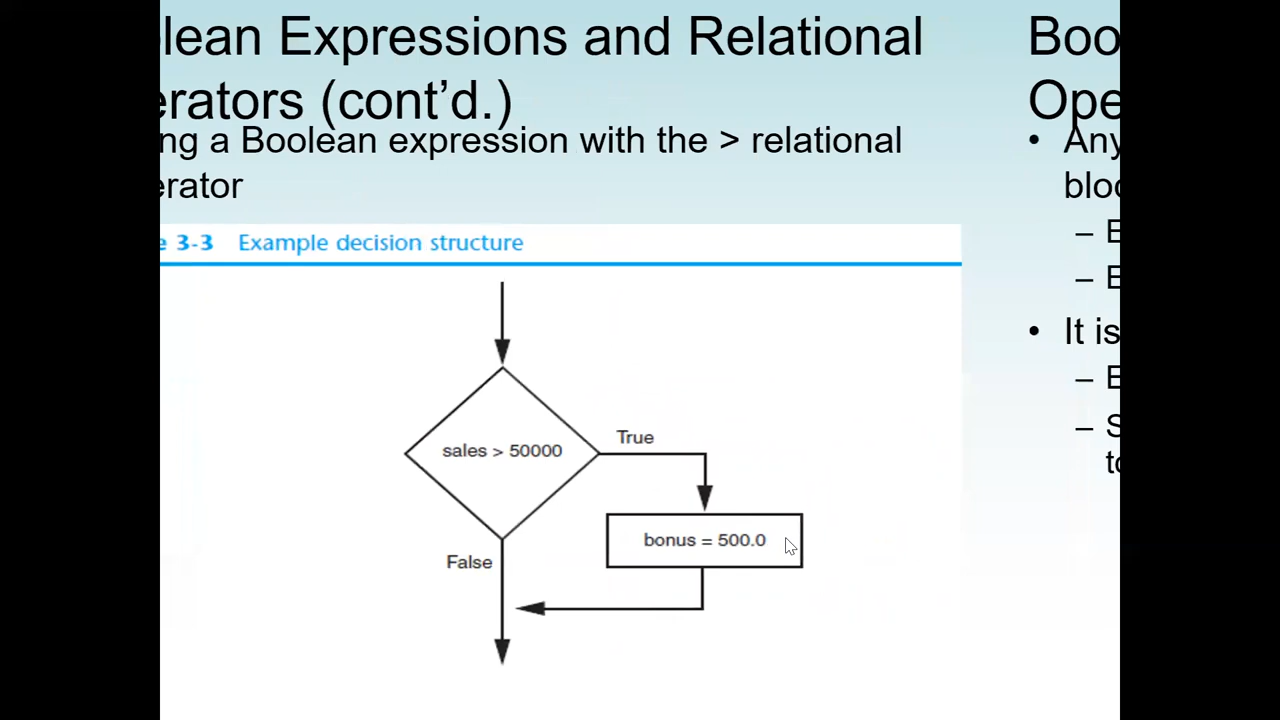 lean Expressions and Relational
erators (cont’d.)
ng a Boolean expression with the > relational
erator
e 3-3 Example decision structure
sales > 50000
True
bonus = 500.0
False
Boo
Ope
• Any
bloc
– E
– E
• It is
– E
– S
to